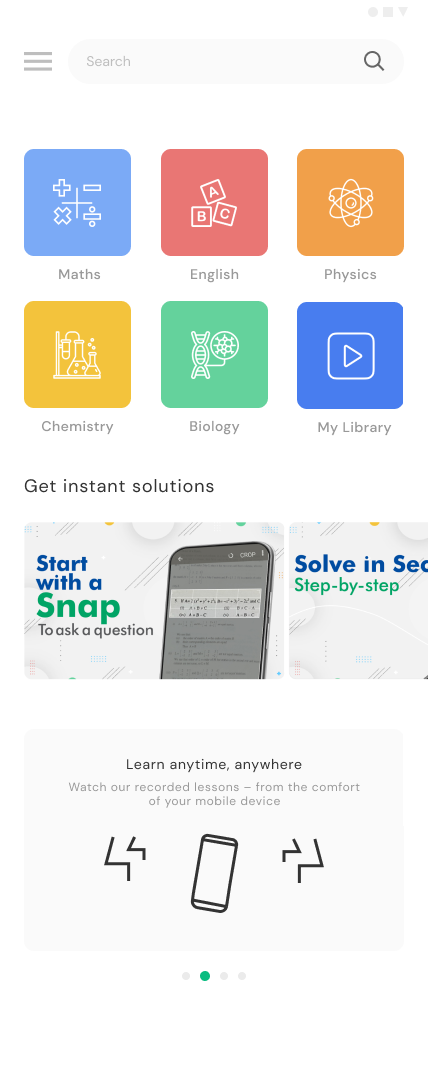 Search
A
B
C
Maths
English
Physics
Chemistry
Biology
My Library
Get instant solutions
Start
with a
Snap
To ask a question
CROP
Solve in Sec
Step-by-step
Learn anytime, anywhere
Watch our recorded lessons – from the comfort
of your mobile device